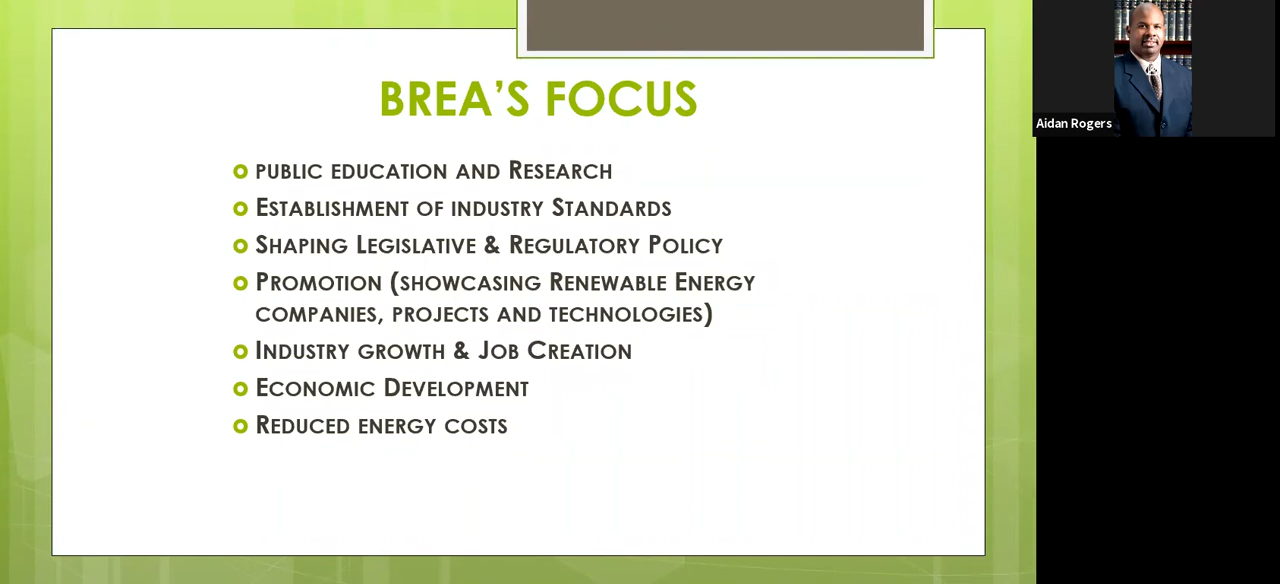 BREA'S FOCUS
PUBLIC EDUCATION AND RESEARCH
ESTABLISHMENT OF INDUSTRY STANDARDS
SHAPING LEGISLATIVE & REGULATORY POLICY
PROMOTION (SHOWCASING RENEWABLE ENERGY
COMPANIES, PROJECTS AND TECHNOLOGIES)
INDUSTRY GROWTH & JOB CREATION
ECONOMIC DEVELOPMENT
REDUCED ENERGY COSTS
Aidan Rogers